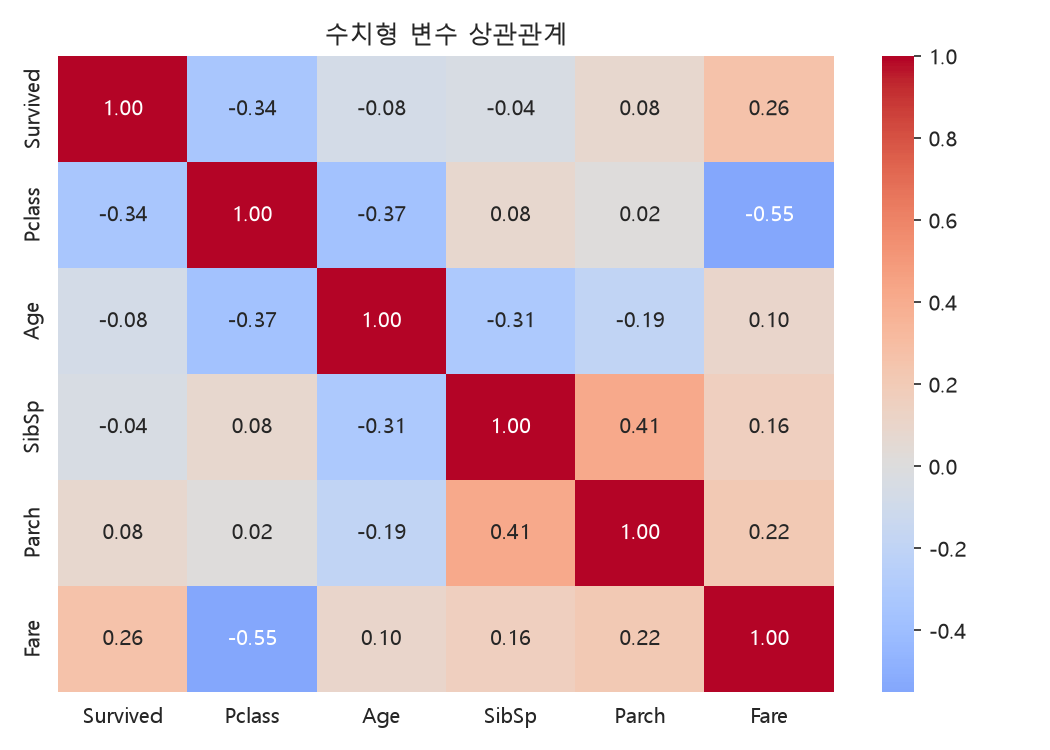 수치형 변수 상관관계
Survived 1.00 -0.34 -0.08 -0.04 0.08 0.26
Pclass -0.34 1.00 -0.37 0.08 0.02 -0.55
Age -0.08 -0.37 1.00 -0.31 -0.19 0.10
SibSp -0.04 0.08 -0.31 1.00 0.41 0.16
Parch 0.08 0.02 -0.19 0.41 1.00 0.22
Fare 0.26 -0.55 0.10 0.16 0.22 1.00
Survived Pclass Age SibSp Parch Fare
1.0
0.8
0.6
0.4
0.2
0.0
-0.2
-0.4